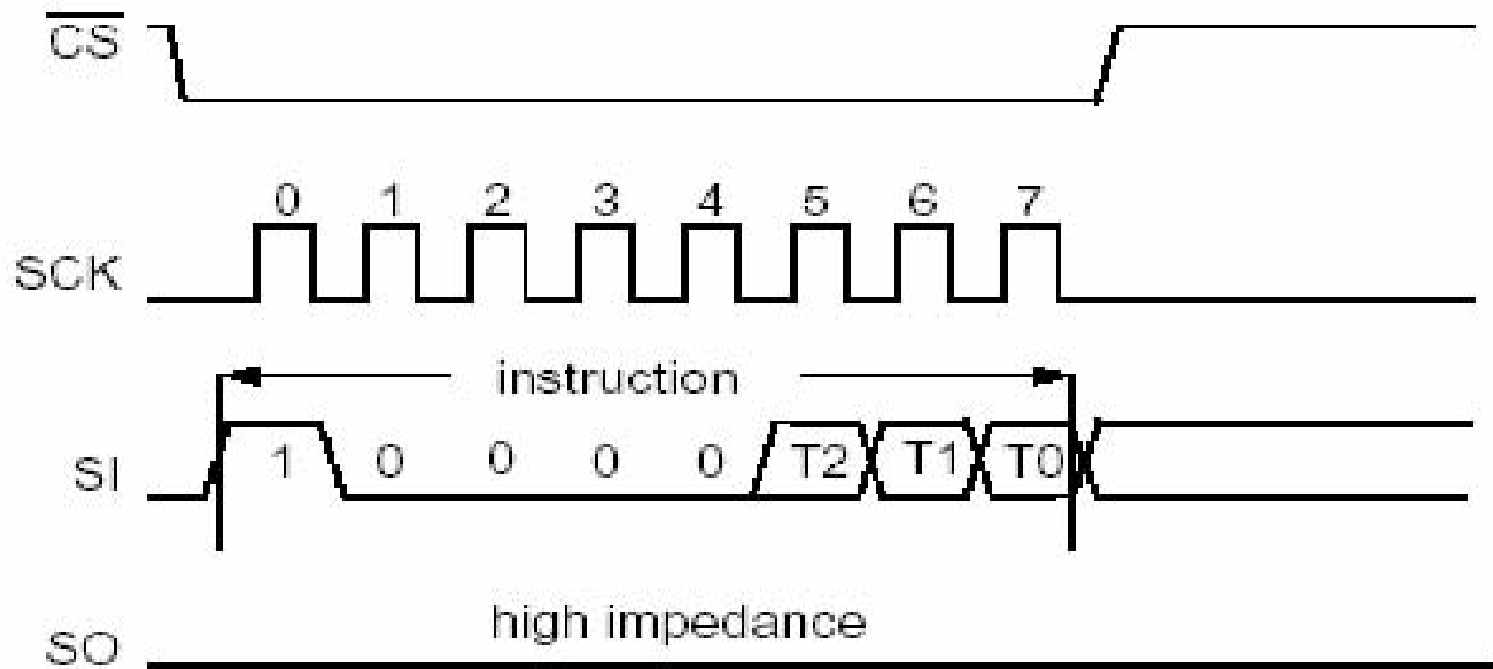 CS
0 1 2 3 4 5 6 7
SCK
instruction
SI 1 0 0 0 0 T2 T1 T0
high impedance
SO